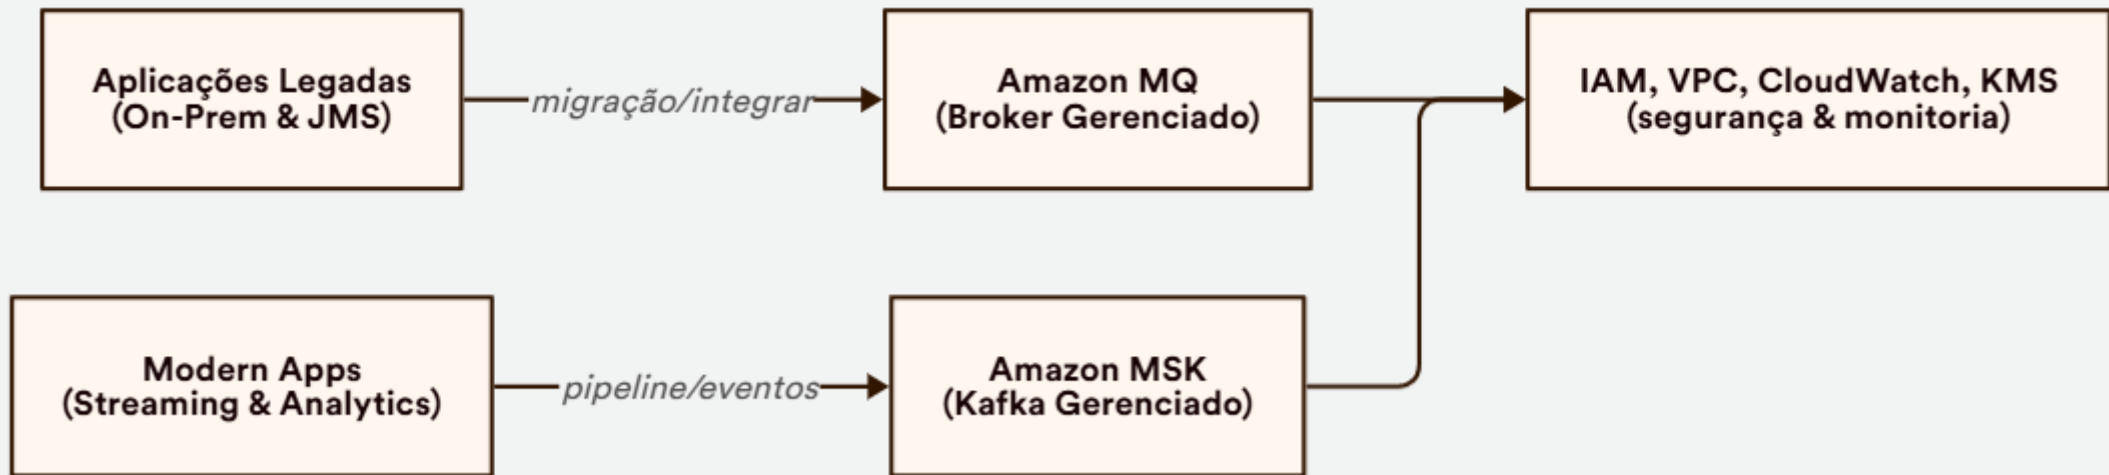 Aplicações Legadas
(On-Prem & JMS)
migração/integrar
Amazon MQ
(Broker Gerenciado)
IAM, VPC, CloudWatch, KMS
(segurança & monitoria)
Modern Apps
(Streaming & Analytics)
pipeline/eventos
Amazon MSK
(Kafka Gerenciado)